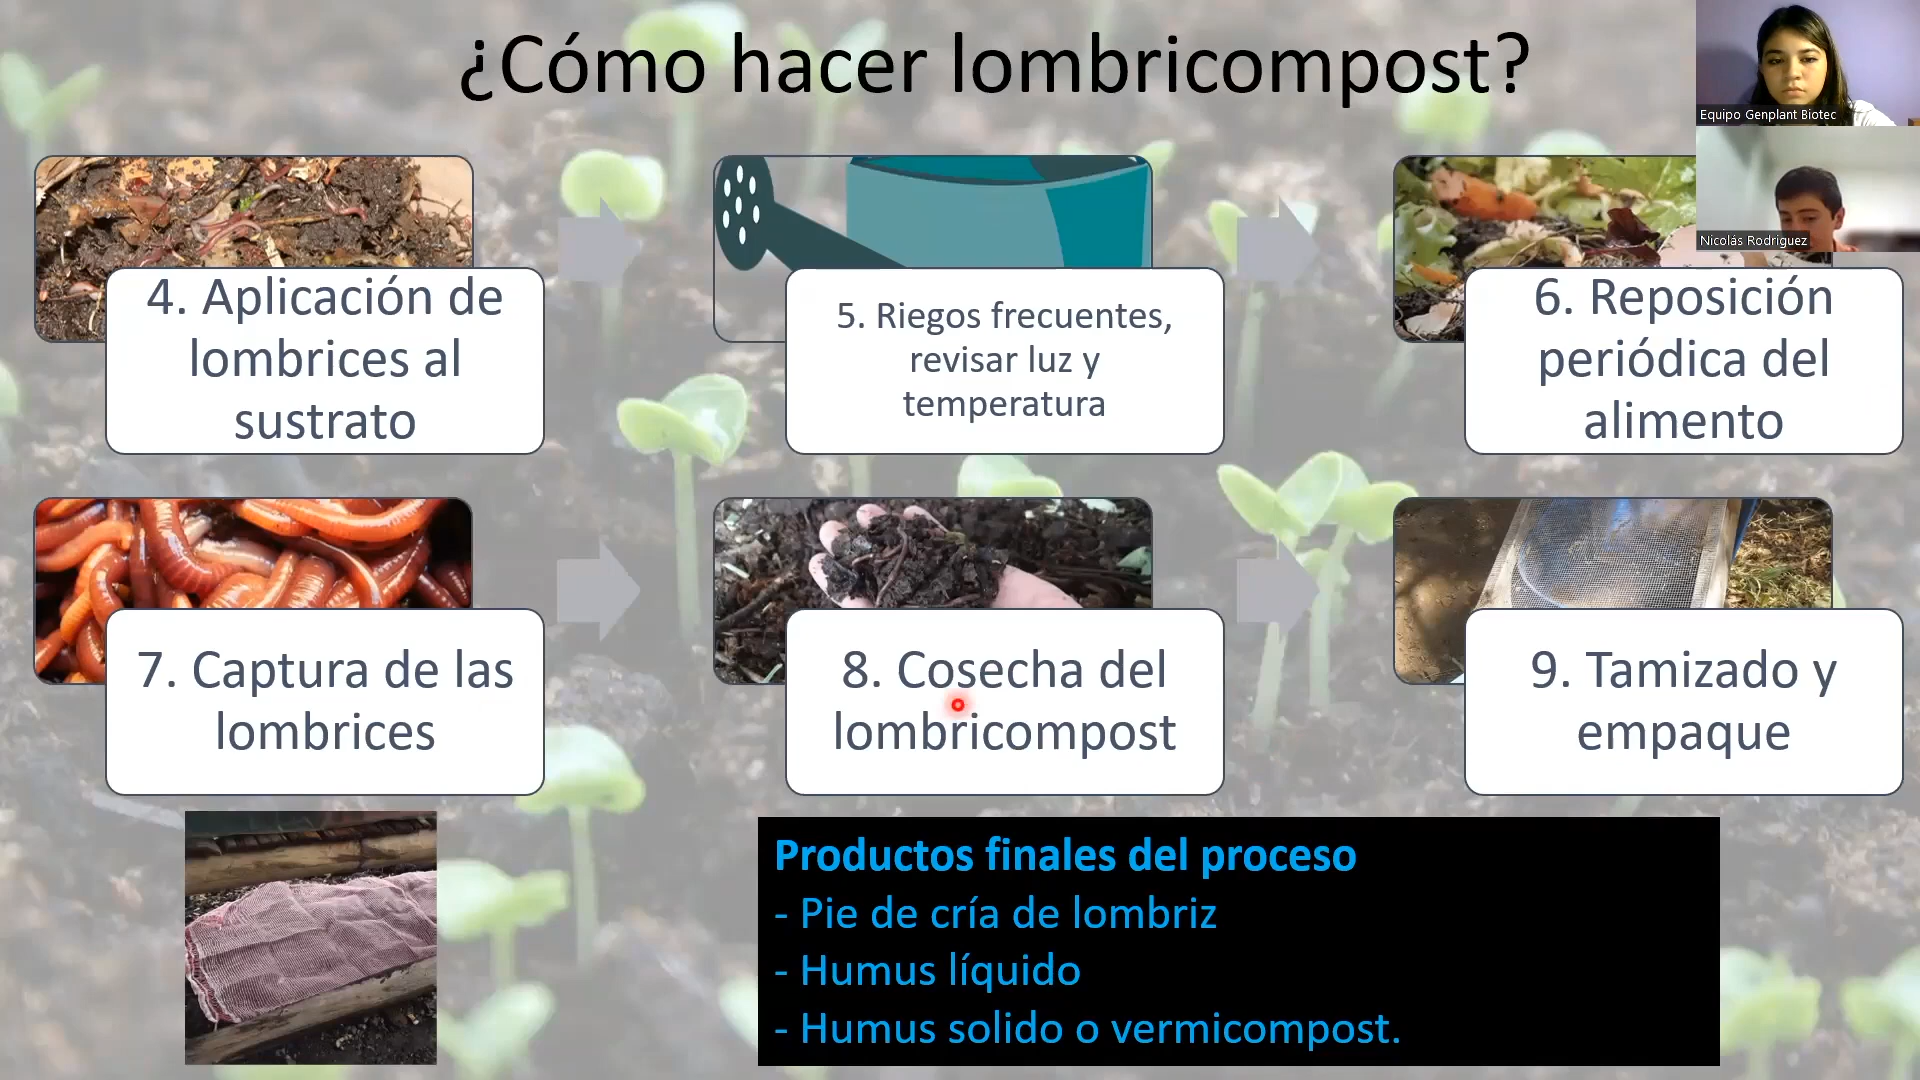 ¿Cómo hacer lombricompost?
Equipo Genplant Biotec
Nicolás Rodriguez
4. Aplicación de
lombrices al
sustrato
5. Riegos frecuentes,
revisar luz y
temperatura
6. Reposición
periódica del
alimento
7. Captura de las
lombrices
8. Cosecha del
lombricompost
9. Tamizado y
empaque
Productos finales del proceso
- Pie de cría de lombriz
- Humus líquido
- Humus solido o vermicompost.